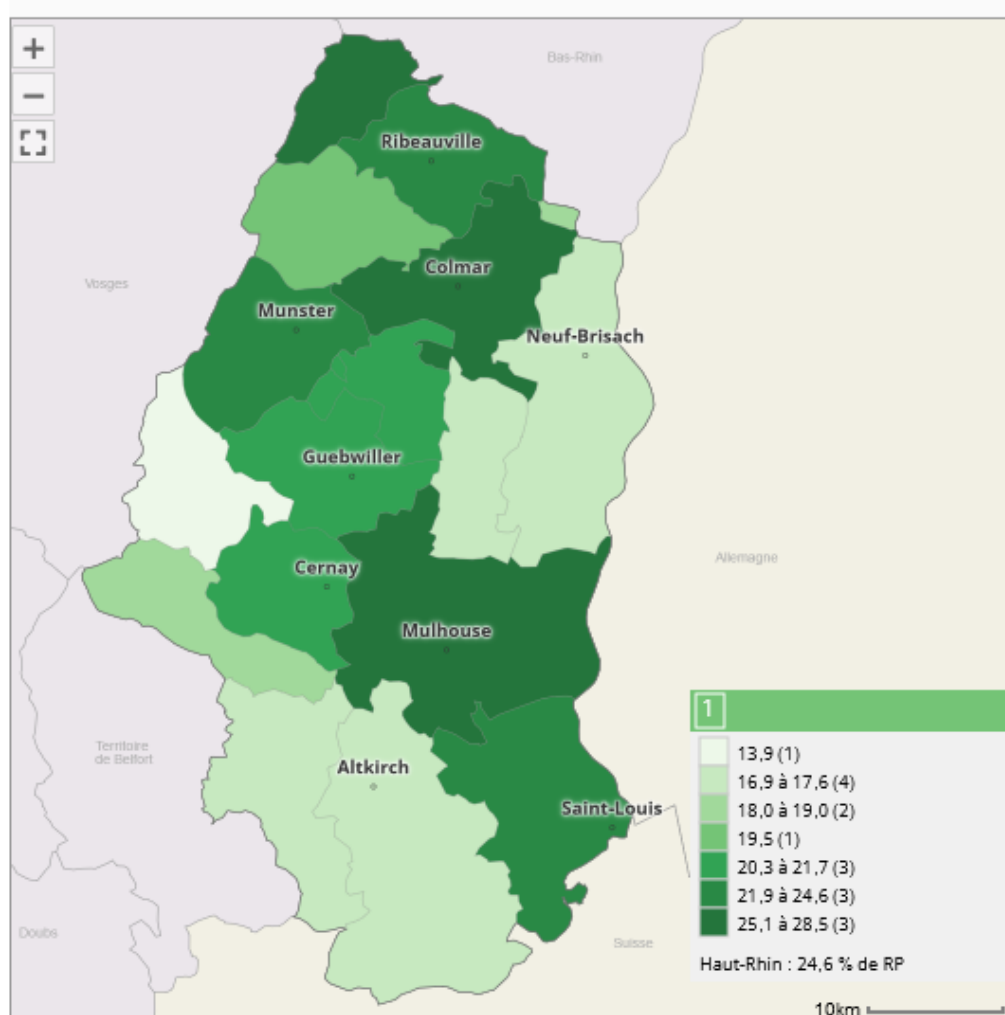 +
−
Bas-Rhin
Ribeauville
Colmar
Vosges
Munster
Neuf-Brisach
Guebwiller
Allemagne
Cernay
Mulhouse
Territoire
de Belfort
Altkirch
Saint-Louis
Doubs
Suisse
1
13,9 (1)
16,9 à 17,6 (4)
18,0 à 19,0 (2)
19,5 (1)
20,3 à 21,7 (3)
21,9 à 24,6 (3)
25,1 à 28,5 (3)
Haut-Rhin : 24,6 % de RP
10km